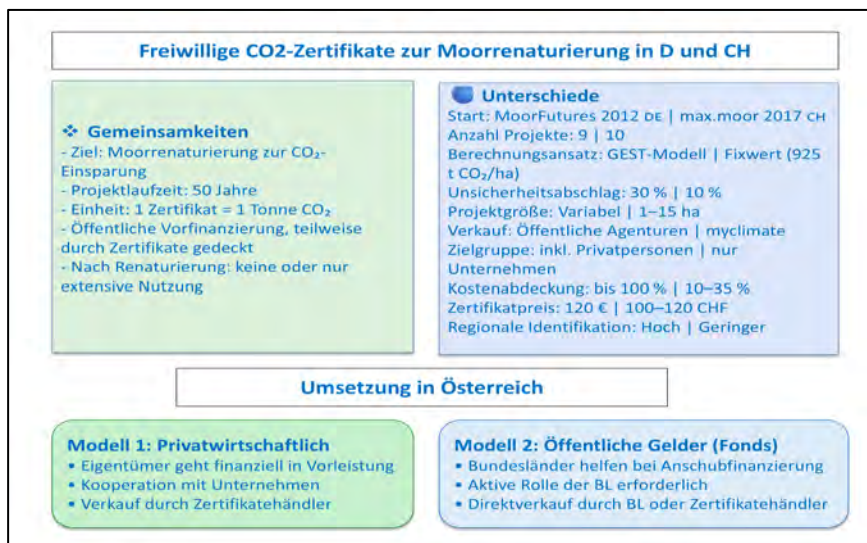 Freiwillige CO2-Zertifikate zur Moorrenaturierung in D und CH
❖ Gemeinsamkeiten
- Ziel: Moorrenaturierung zur CO₂-
Einsparung
- Projektlaufzeit: 50 Jahre
- Einheit: 1 Zertifikat = 1 Tonne CO₂
- Öffentliche Vorfinanzierung, teilweise
durch Zertifikate gedeckt
- Nach Renaturierung: keine oder nur
extensive Nutzung
Unterschiede
Start: MoorFutures 2012 DE | max.moor 2017 CH
Anzahl Projekte: 9 | 10
Berechnungsansatz: GEST-Modell | Fixwert (925
t CO₂/ha)
Unsicherheitsabschlag: 30 % | 10 %
Projektgröße: Variabel | 1–15 ha
Verkauf: Öffentliche Agenturen | myclimate
Zielgruppe: inkl. Privatpersonen | nur
Unternehmen
Kostenabdeckung: bis 100 % | 10–35 %
Zertifikatpreis: 120 € | 100–120 CHF
Regionale Identifikation: Hoch | Geringer
Umsetzung in Österreich
Modell 1: Privatwirtschaftlich
• Eigentümer geht finanziell in Vorleistung
• Kooperation mit Unternehmen
• Verkauf durch Zertifikatehändler
Modell 2: Öffentliche Gelder (Fonds)
• Bundesländer helfen bei Anschubfinanzierung
• Aktive Rolle der BL erforderlich
• Direktverkauf durch BL oder Zertifikatehändler